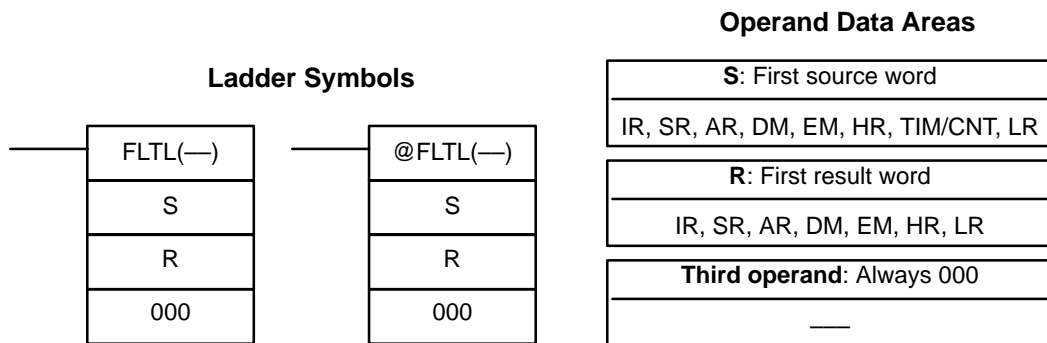 Ladder Symbols
FLTL(—)
S
R
000
@FLTL(—)
S
R
000
Operand Data Areas
S: First source word
IR, SR, AR, DM, EM, HR, TIM/CNT, LR
R: First result word
IR, SR, AR, DM, EM, HR, LR
Third operand: Always 000
—